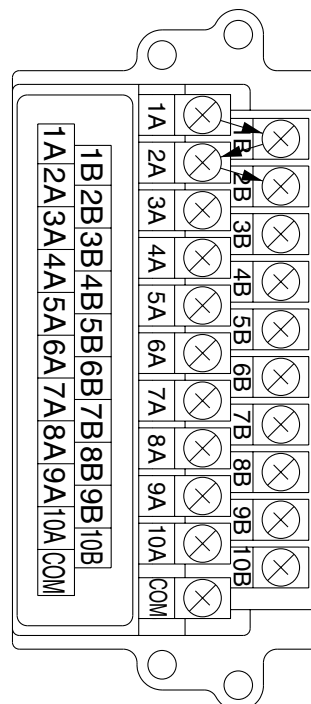 1A 2A 3A 4A 5A 6A 7A 8A 9A 10A COM
1B 2B 3B 4B 5B 6B 7B 8B 9B 10B
1A
2A
3A
4A
5A
6A
7A
8A
9A
10A
COM
1B
2B
3B
4B
5B
6B
7B
8B
9B
10B